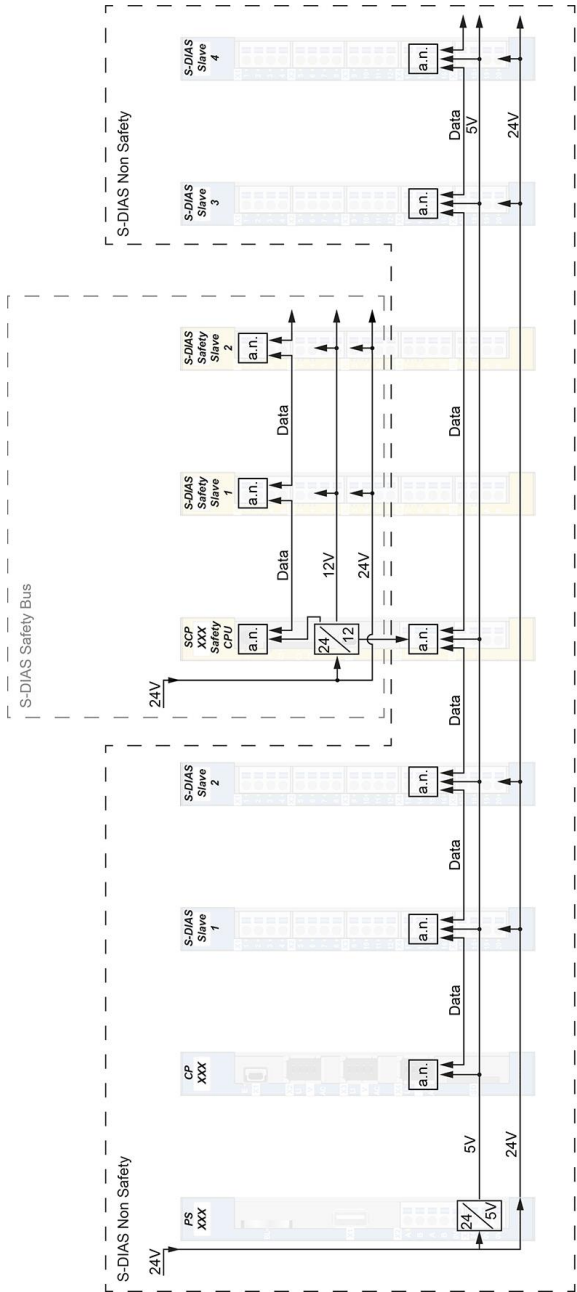 S-DIAS Safety Bus
S-DIAS Non Safety
S-DIAS Non Safety
24V
24V
PS
XXX
CP
XXX
S-DIAS
Slave
1
S-DIAS
Slave
2
SCP
XXX
Safety
CPU
S-DIAS
Safety
Slave
1
S-DIAS
Safety
Slave
2
S-DIAS
Slave
3
S-DIAS
Slave
4
a.n.
a.n.
a.n.
Data
Data
24
12
12V
24V
a.n.
a.n.
a.n.
a.n.
a.n.
a.n.
Data
Data
Data
Data
Data
24
5V
5V
5V
24V
24V